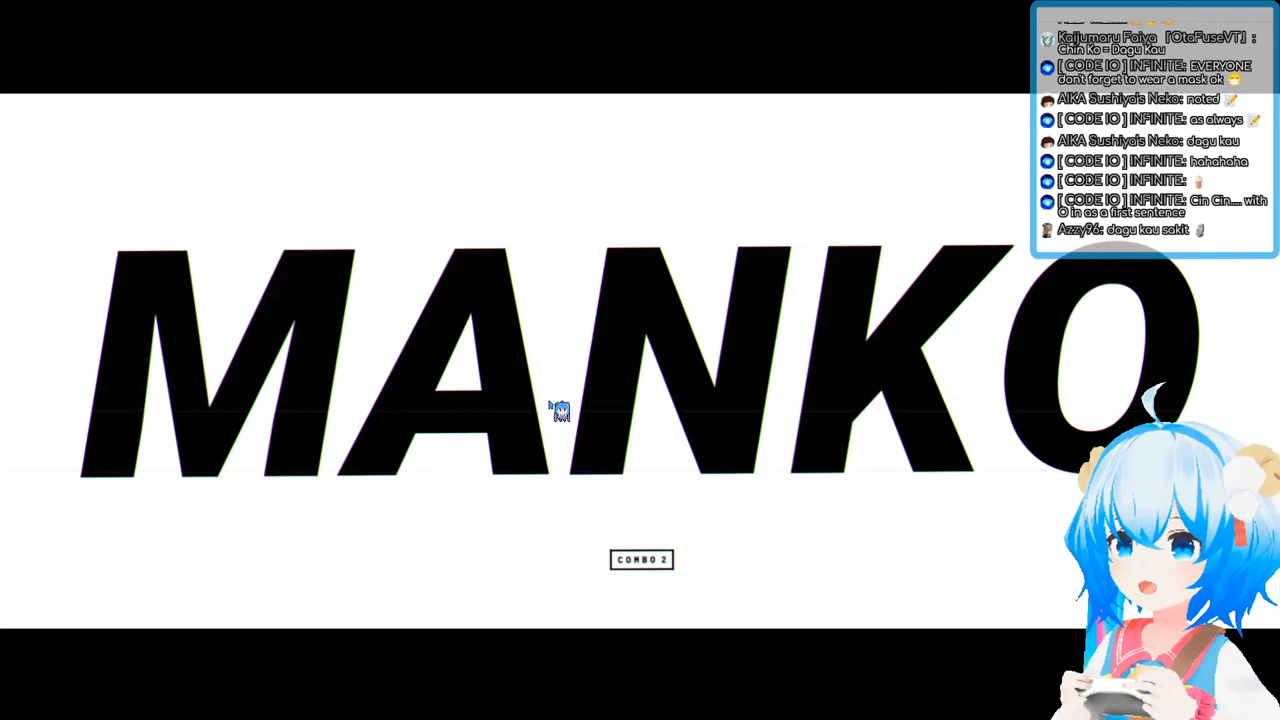 MANKO
COMBO 2
Kaijumaru Faiya 『OtaFuseVT』:
Chin Ko = Dagu Kau
[ CODE IO ] INFINITE: EVERYONE
don't forget to wear a mask ok 😷
AIKA Sushiya's Neko: noted 📝
[ CODE IO ] INFINITE: as always 📝
AIKA Sushiya's Neko: dagu kau
[ CODE IO ] INFINITE: hahahaha
[ CODE IO ] INFINITE: 🍿
[ CODE IO ] INFINITE: Cin Cin.... with
O in as a first sentence
Azzy96: dagu kau sakit 🗿